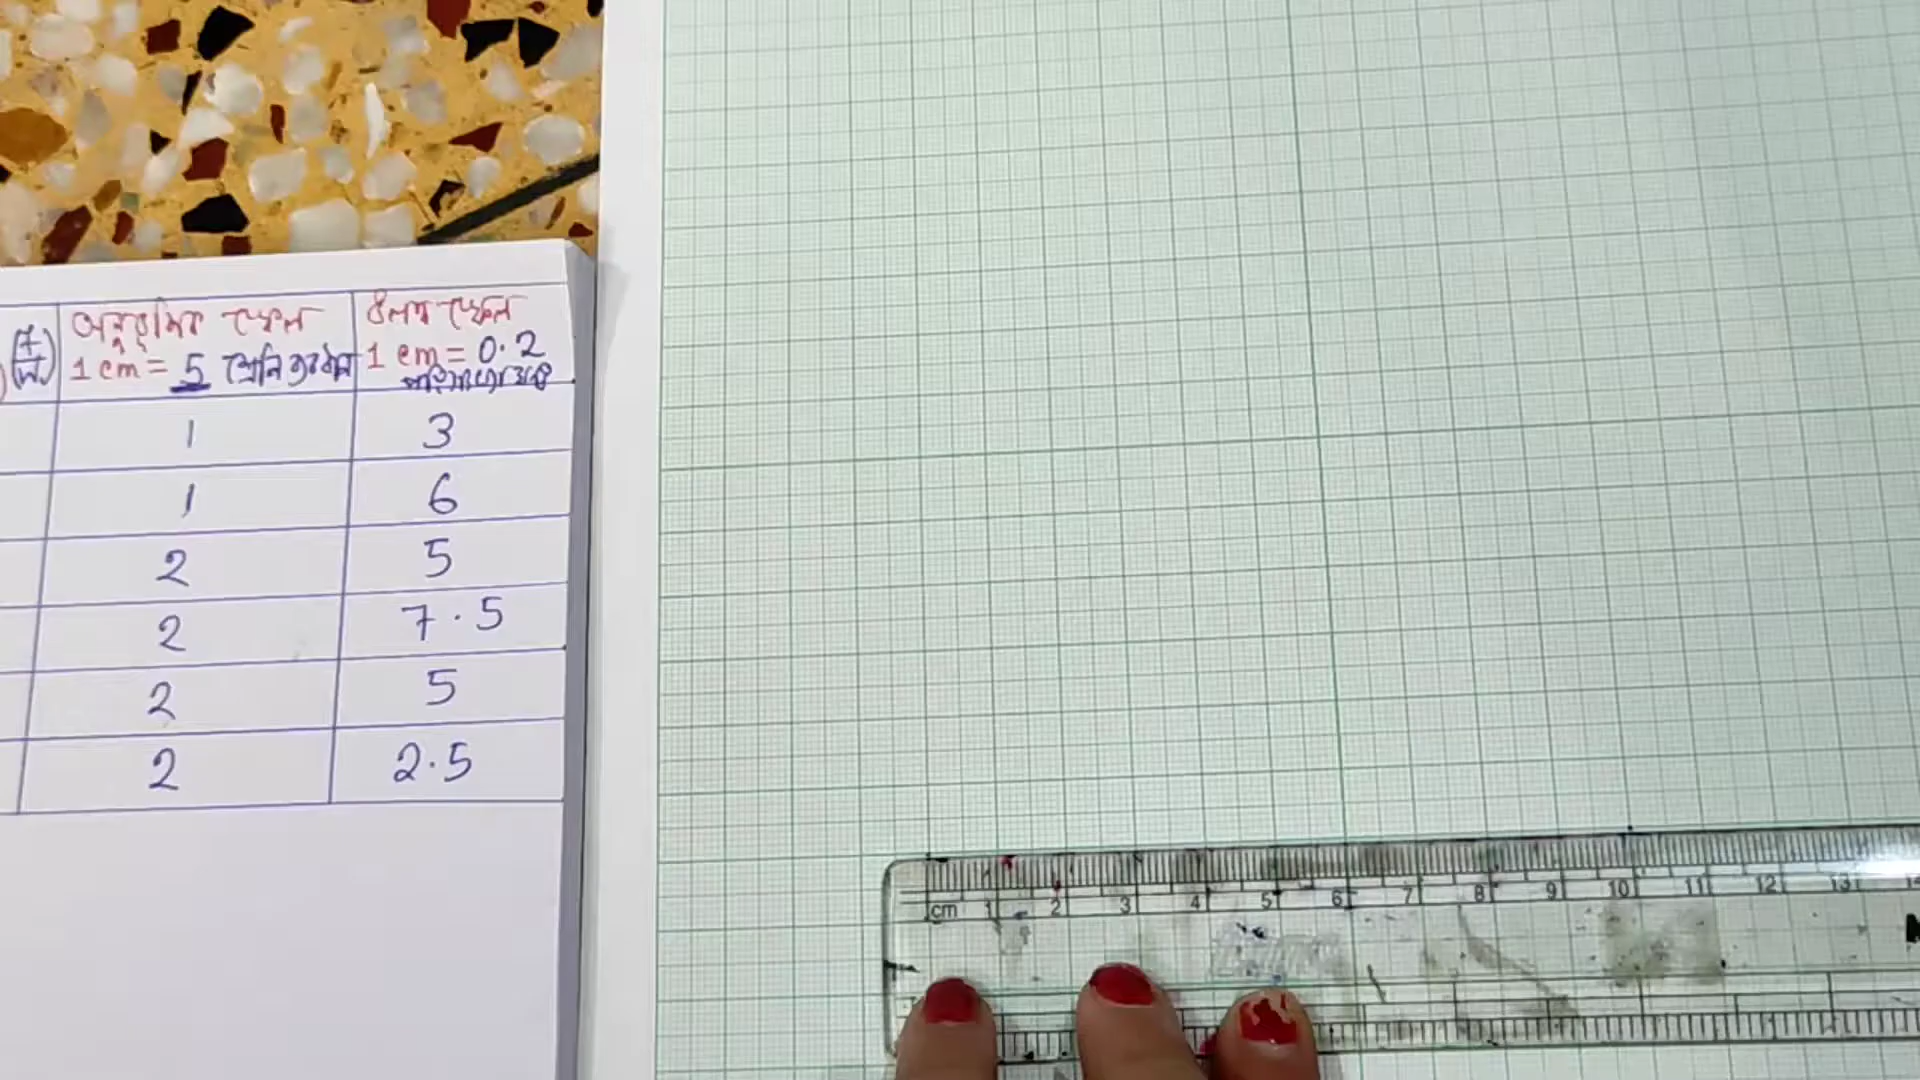 অনুভূমিক স্কেল
1 cm = 5 শ্রেণি ব্যবধান
উলম্ব স্কেল
1 cm = 0.2
1 3
1 6
2 5
2 7.5
2 5
2 2.5
cm 1 2 3 4 5 6 7 8 9 10 11 12 13